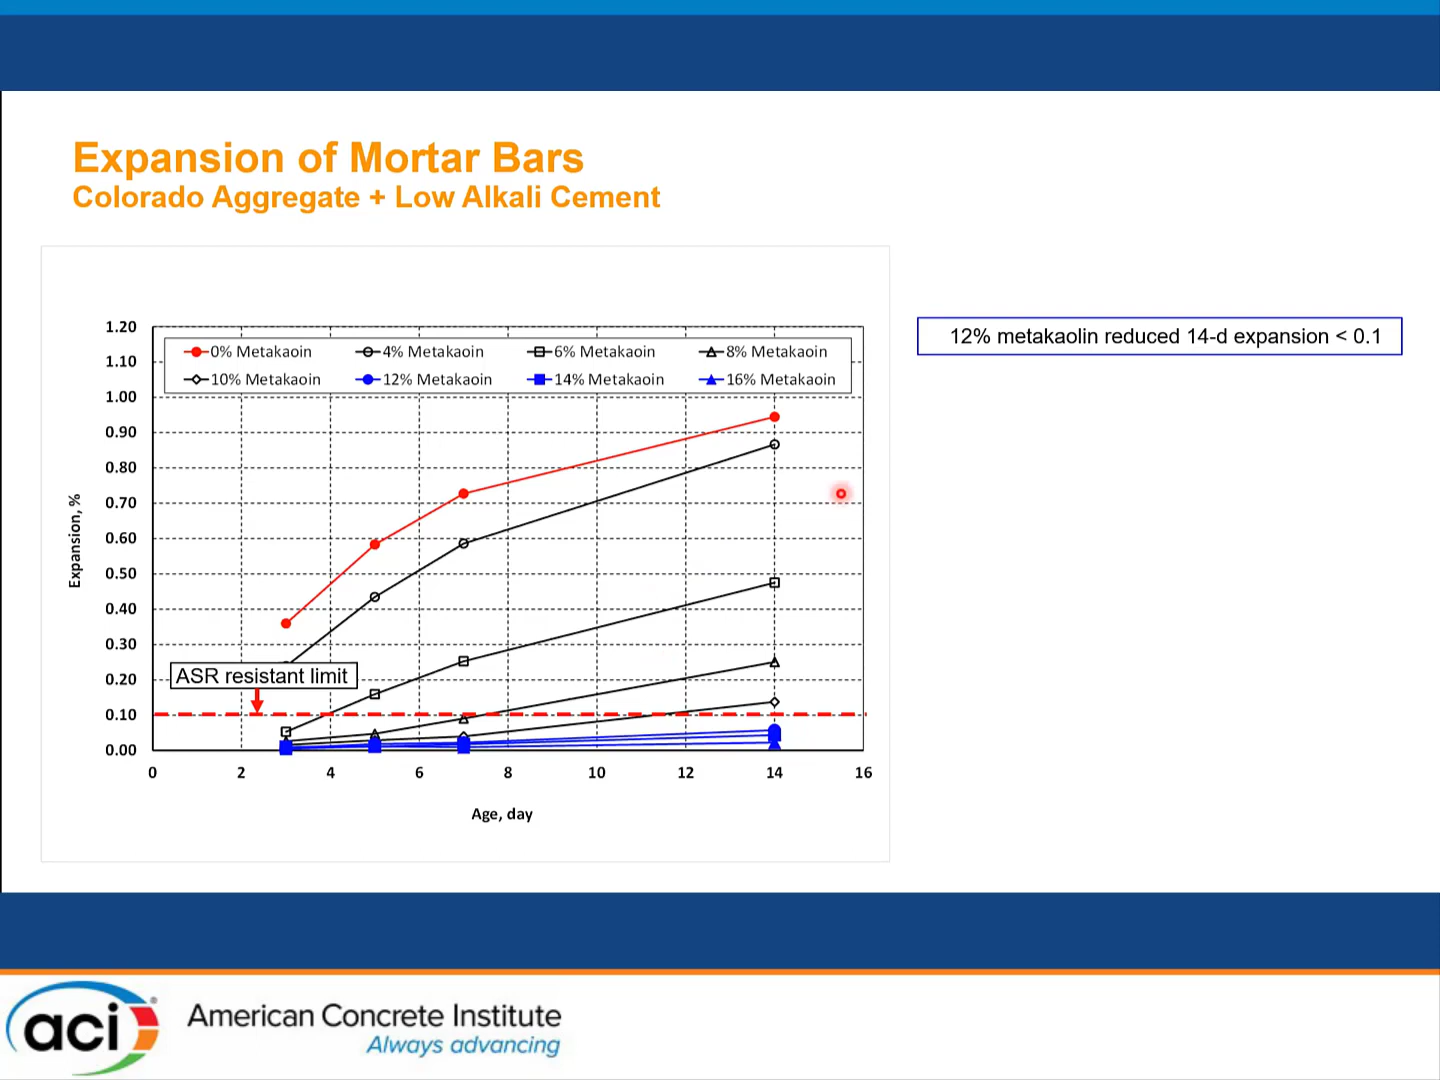 Expansion of Mortar Bars
Colorado Aggregate + Low Alkali Cement
12% metakaolin reduced 14-d expansion < 0.1
0% Metakaoin 4% Metakaoin 6% Metakaoin 8% Metakaoin
10% Metakaoin 12% Metakaoin 14% Metakaoin 16% Metakaoin
1.20
1.10
1.00
0.90
0.80
0.70
0.60
0.50
0.40
0.30
0.20
0.10
0.00
Expansion, %
ASR resistant limit
0 2 4 6 8 10 12 14 16
Age, day
aci
American Concrete Institute
Always advancing